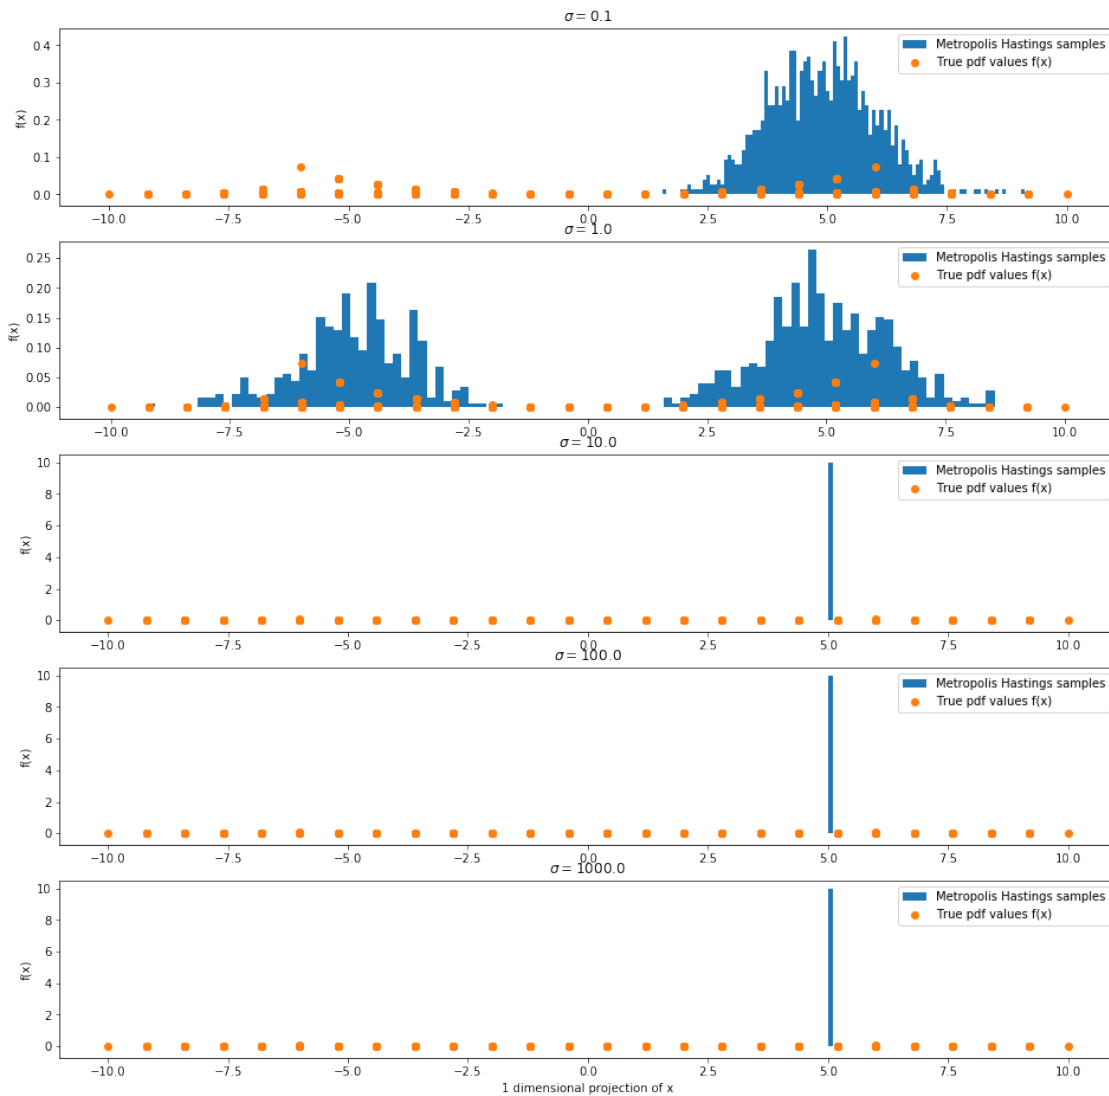 σ = 0.1
f(x)
0.4
0.3
0.2
0.1
0.0
Metropolis Hastings samples
True pdf values f(x)
−10.0 −7.5 −5.0 −2.5 0.0 2.5 5.0 7.5 10.0
σ = 1.0
f(x)
0.25
0.20
0.15
0.10
0.05
0.00
Metropolis Hastings samples
True pdf values f(x)
−10.0 −7.5 −5.0 −2.5 0.0 2.5 5.0 7.5 10.0
σ = 10.0
f(x)
10
8
6
4
2
0
Metropolis Hastings samples
True pdf values f(x)
−10.0 −7.5 −5.0 −2.5 0.0 2.5 5.0 7.5 10.0
σ = 100.0
f(x)
10
8
6
4
2
0
Metropolis Hastings samples
True pdf values f(x)
−10.0 −7.5 −5.0 −2.5 0.0 2.5 5.0 7.5 10.0
σ = 1000.0
f(x)
10
8
6
4
2
0
Metropolis Hastings samples
True pdf values f(x)
−10.0 −7.5 −5.0 −2.5 0.0 2.5 5.0 7.5 10.0
1 dimensional projection of x